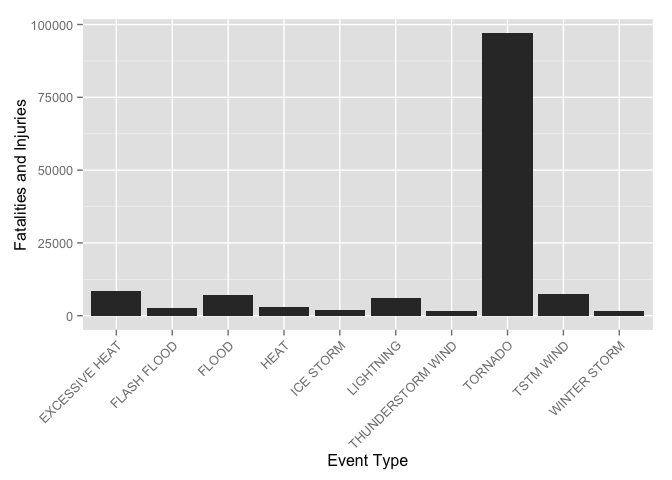 100000
75000
50000
25000
0
Fatalities and Injuries
EXCESSIVE HEAT
FLASH FLOOD
FLOOD
HEAT
ICE STORM
LIGHTNING
THUNDERSTORM WIND
TORNADO
TSTM WIND
WINTER STORM
Event Type